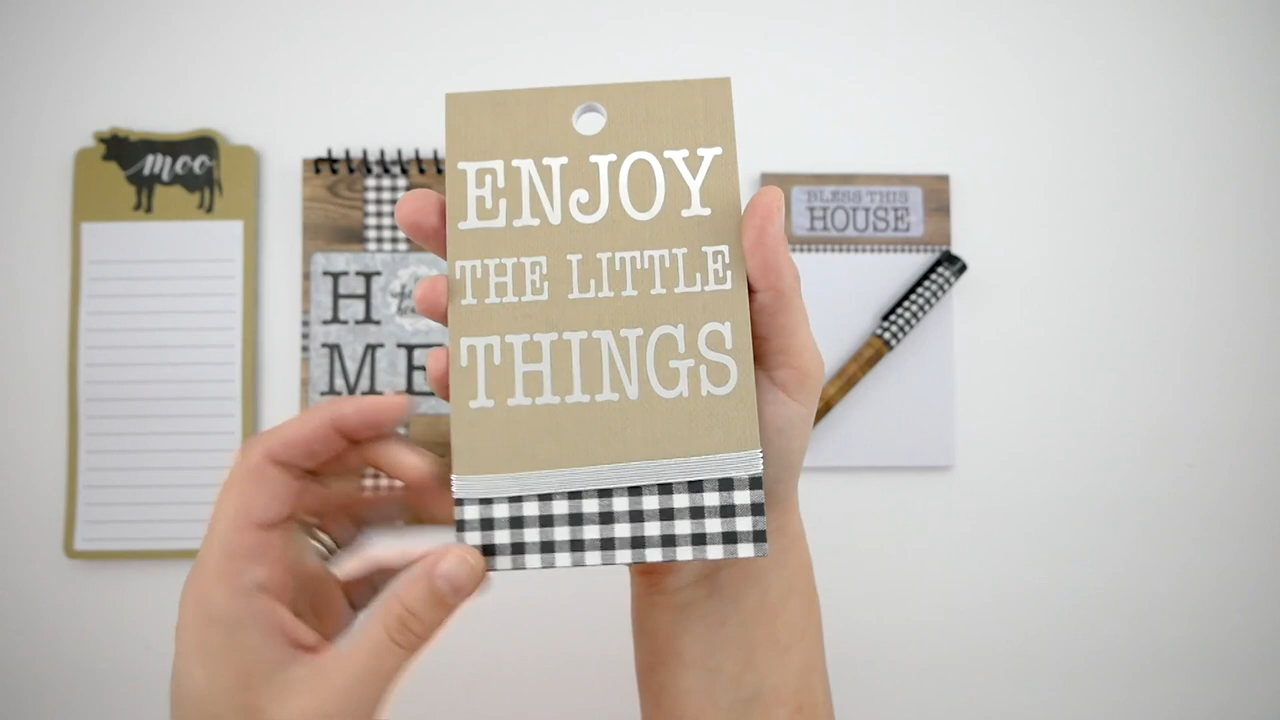 moo
H
ME
ENJOY
THE LITTLE
THINGS
BLESS THIS
HOUSE